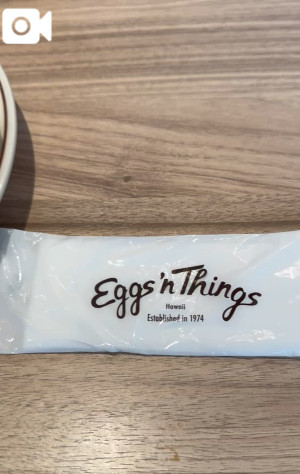 Eggs 'n Things
Hawaii
Established in 1974